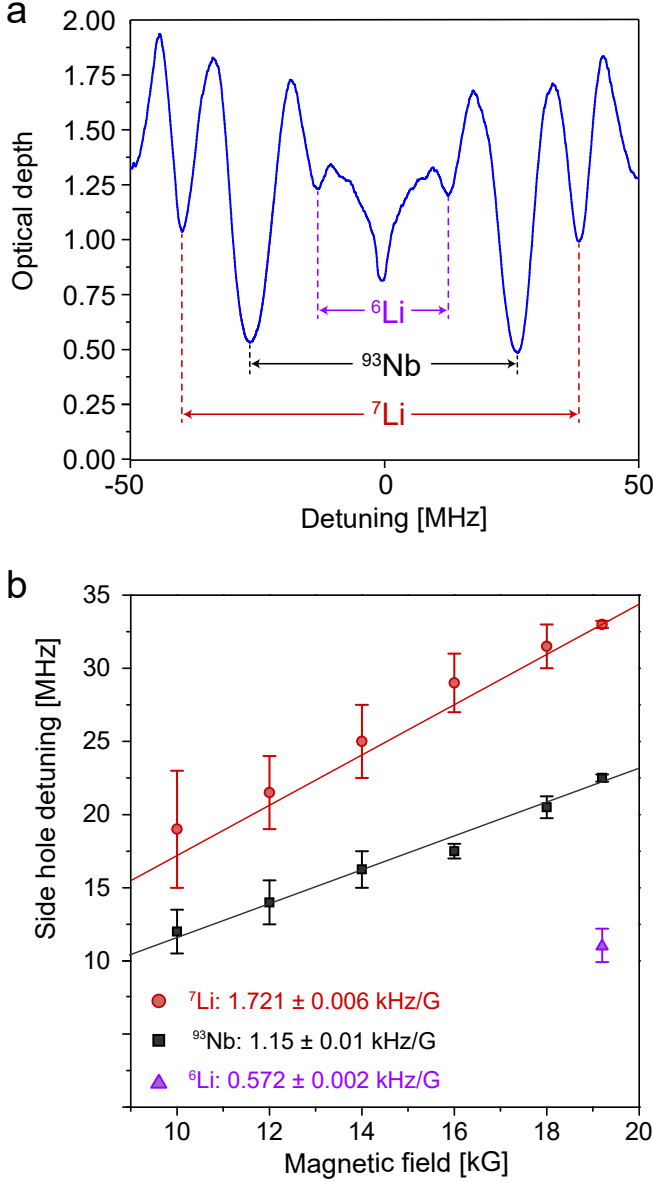 a
2.00
1.75
1.50
1.25
1.00
0.75
0.50
0.25
0.00
Optical depth
⁶Li
⁹³Nb
⁷Li
-50 0 50
Detuning [MHz]
b
35
30
25
20
15
10
Side hole detuning [MHz]
⁷Li: 1.721 ± 0.006 kHz/G
⁹³Nb: 1.15 ± 0.01 kHz/G
⁶Li: 0.572 ± 0.002 kHz/G
10 12 14 16 18 20
Magnetic field [kG]